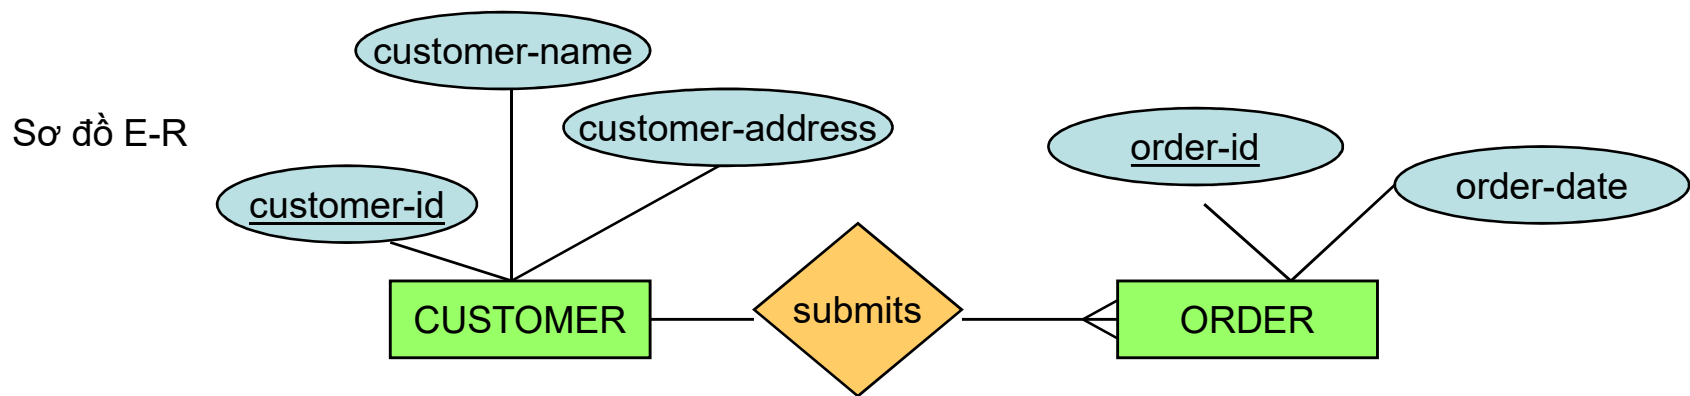 customer-name
customer-address
Sơ đồ E-R
order-id
order-date
customer-id
submits
CUSTOMER
ORDER